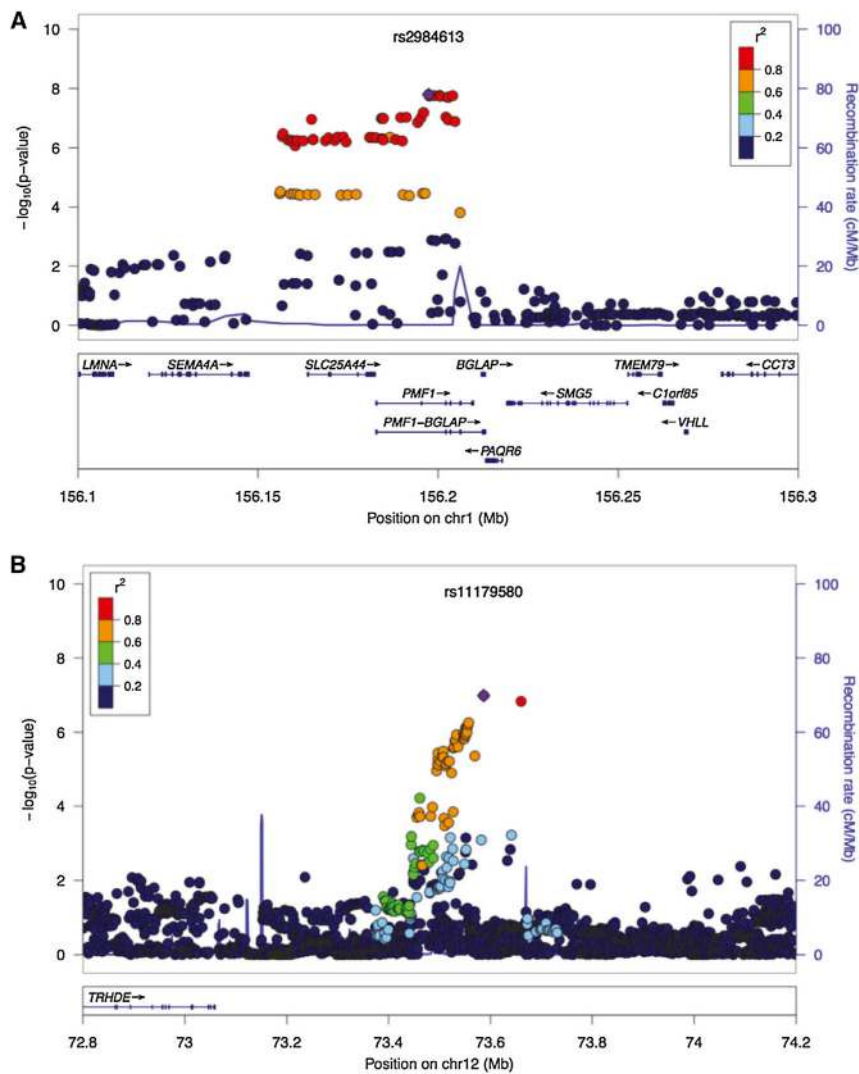 A
rs2984613
10
8
6
4
2
0
−log10(p−value)
100
80
60
40
20
0
Recombination rate (cM/Mb)
r2
0.8
0.6
0.4
0.2
LMNA→ SEMA4A→ SLC25A44→ BGLAP→ TMEM79→ ←CCT3
PMF1→ ←SMG5 ←C1orf85
PMF1−BGLAP→ ←VHLL
←PAQR6
156.1 156.15 156.2 156.25 156.3
Position on chr1 (Mb)
B
rs11179580
10
8
6
4
2
0
−log10(p−value)
100
80
60
40
20
0
Recombination rate (cM/Mb)
r2
0.8
0.6
0.4
0.2
TRHDE→
72.8 73 73.2 73.4 73.6 73.8 74 74.2
Position on chr12 (Mb)